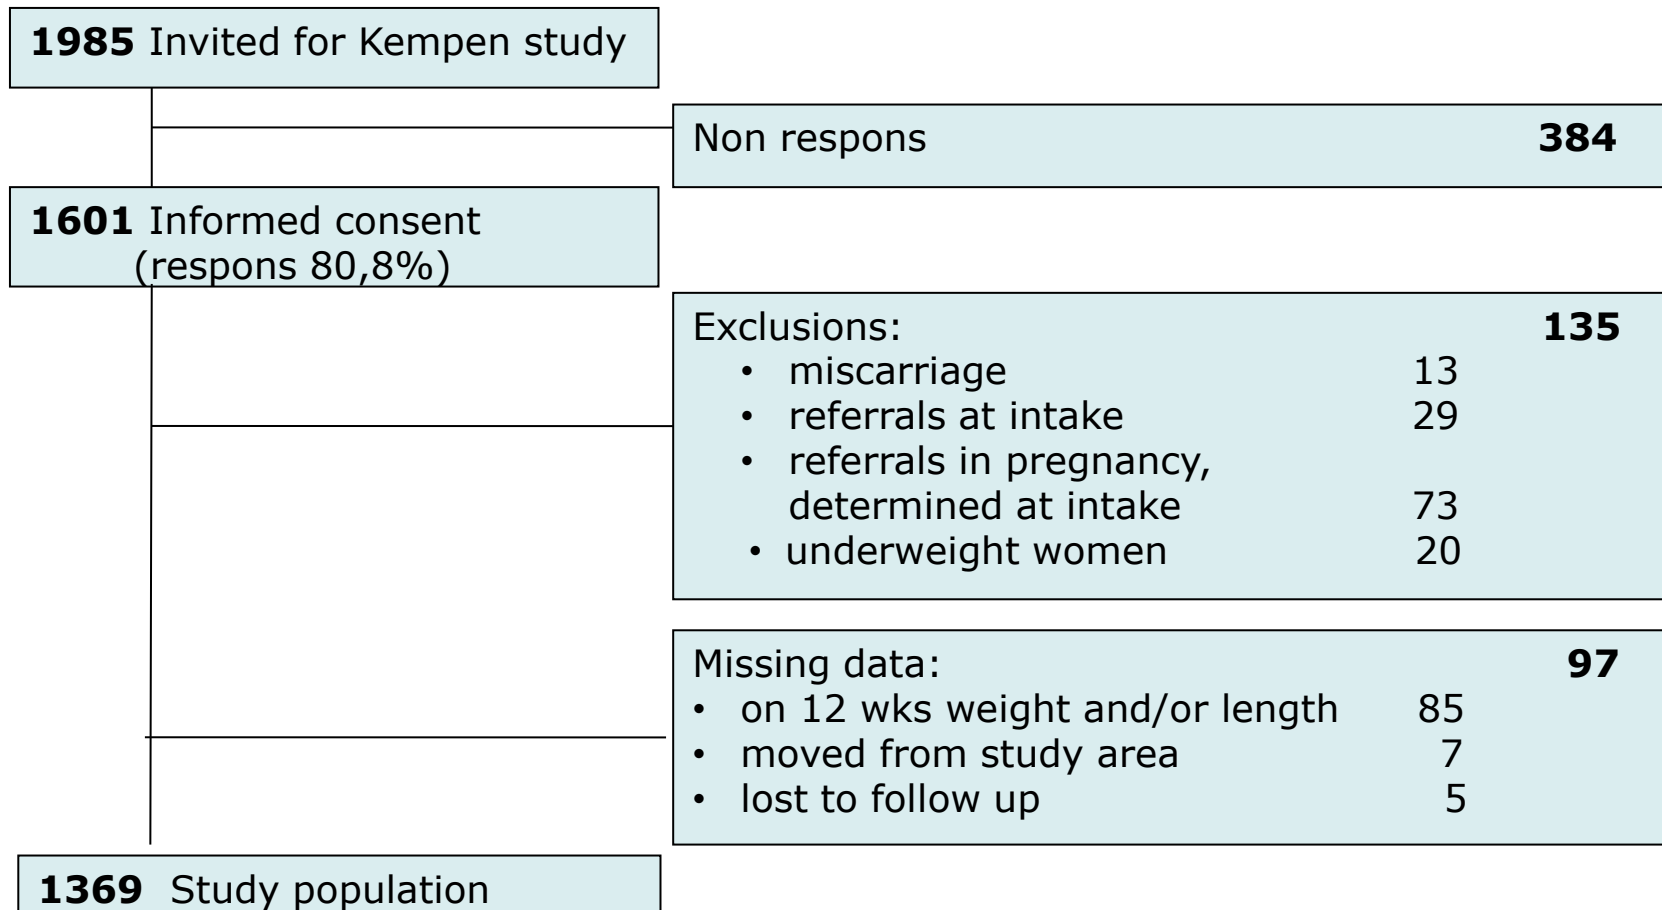 1985 Invited for Kempen study
Non respons 384
1601 Informed consent
(respons 80,8%)
Exclusions: 135
• miscarriage 13
• referrals at intake 29
• referrals in pregnancy,
determined at intake 73
• underweight women 20
Missing data: 97
• on 12 wks weight and/or length 85
• moved from study area 7
• lost to follow up 5
1369 Study population